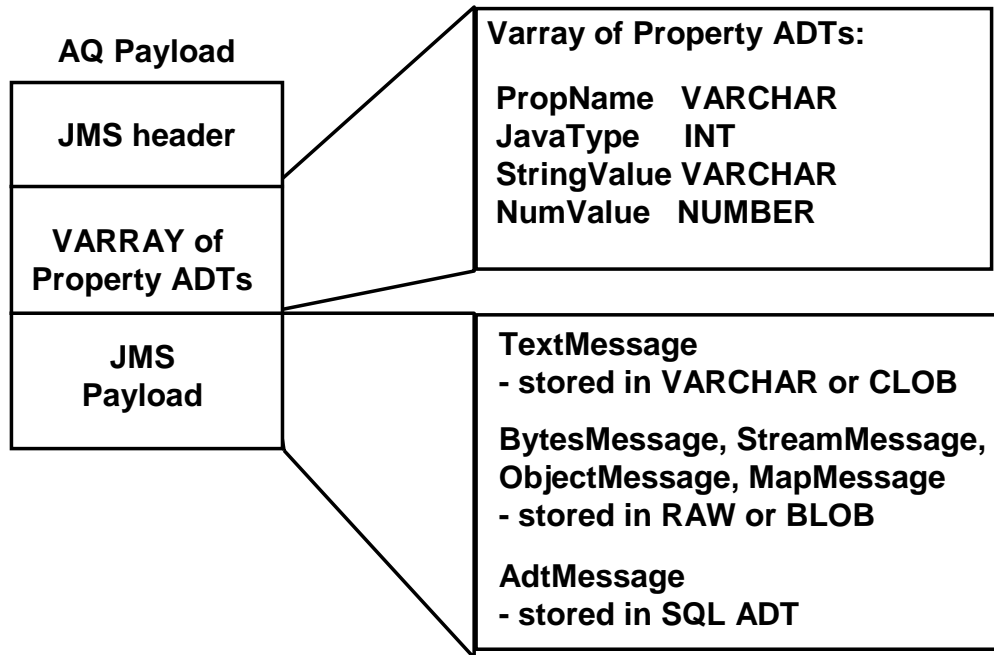 AQ Payload
JMS header
VARRAY of
Property ADTs
JMS
Payload
Varray of Property ADTs:
PropName VARCHAR
JavaType INT
StringValue VARCHAR
NumValue NUMBER
TextMessage
- stored in VARCHAR or CLOB
BytesMessage, StreamMessage,
ObjectMessage, MapMessage
- stored in RAW or BLOB
AdtMessage
- stored in SQL ADT